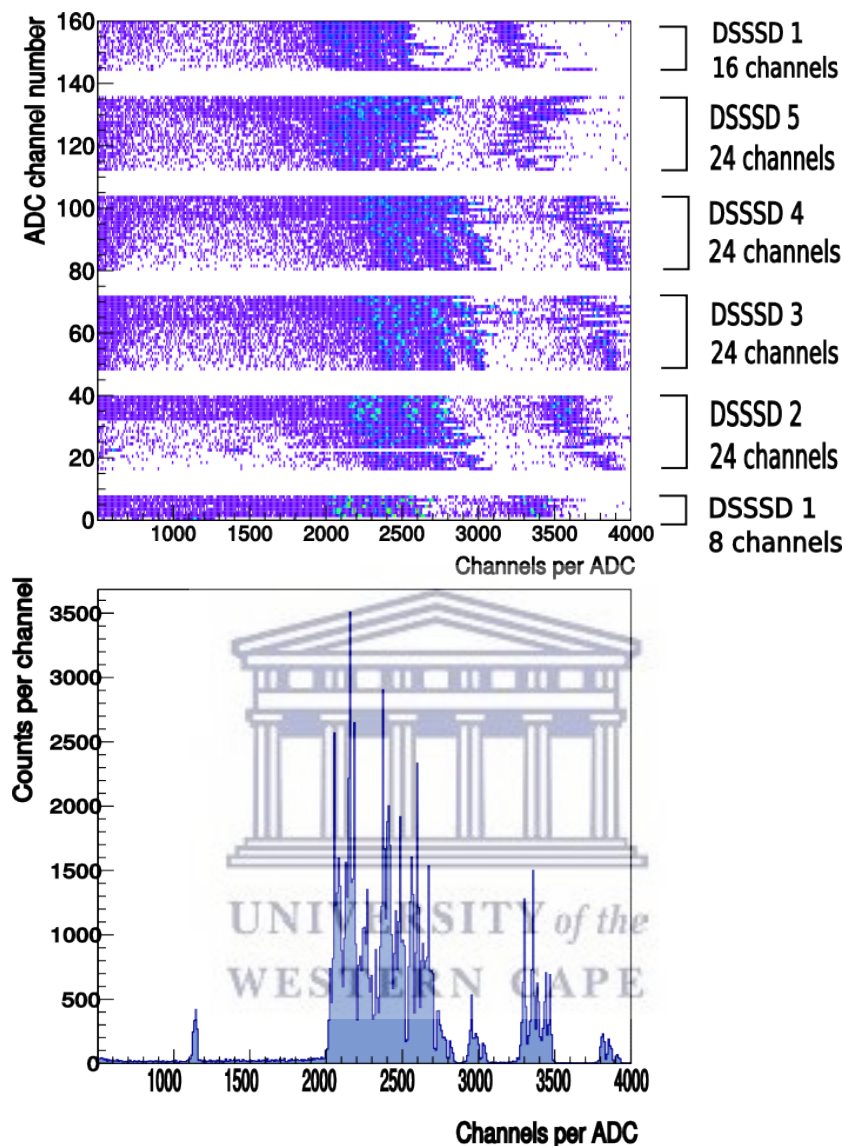 ADC channel number
160
140
120
100
80
60
40
20
0
1000 1500 2000 2500 3000 3500 4000
Channels per ADC
DSSSD 1
16 channels
DSSSD 5
24 channels
DSSSD 4
24 channels
DSSSD 3
24 channels
DSSSD 2
24 channels
DSSSD 1
8 channels
Counts per channel
3500
3000
2500
2000
1500
1000
500
0
1000 1500 2000 2500 3000 3500 4000
Channels per ADC
UNIVERSITY of the
WESTERN CAPE